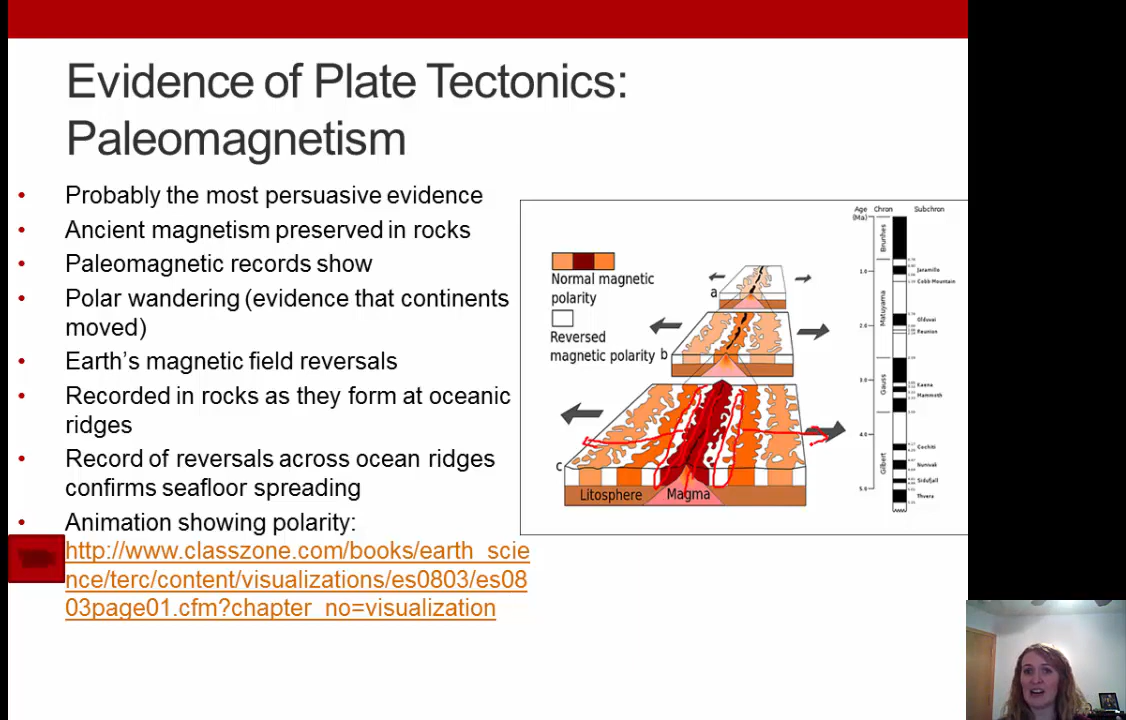 Evidence of Plate Tectonics:
Paleomagnetism
• Probably the most persuasive evidence
• Ancient magnetism preserved in rocks
• Paleomagnetic records show
• Polar wandering (evidence that continents
moved)
• Earth's magnetic field reversals
• Recorded in rocks as they form at oceanic
ridges
• Record of reversals across ocean ridges
confirms seafloor spreading
• Animation showing polarity:
http://www.classzone.com/books/earth_scie
nce/terc/content/visualizations/es0803/es08
03page01.cfm?chapter_no=visualization
Normal magnetic
polarity
Reversed
magnetic polarity
a
b
c
Litosphere
Magma
Age
(Ma)
Chron
Subchron
Brunhes
Jaramillo
1.0
Cobb Mountain
Matuyama
Olduvai
2.0
Reunion
3.0
Gauss
Kaena
Mammoth
4.0
Gilbert
Cochiti
Nunivak
Sidufjall
5.0
Thvera